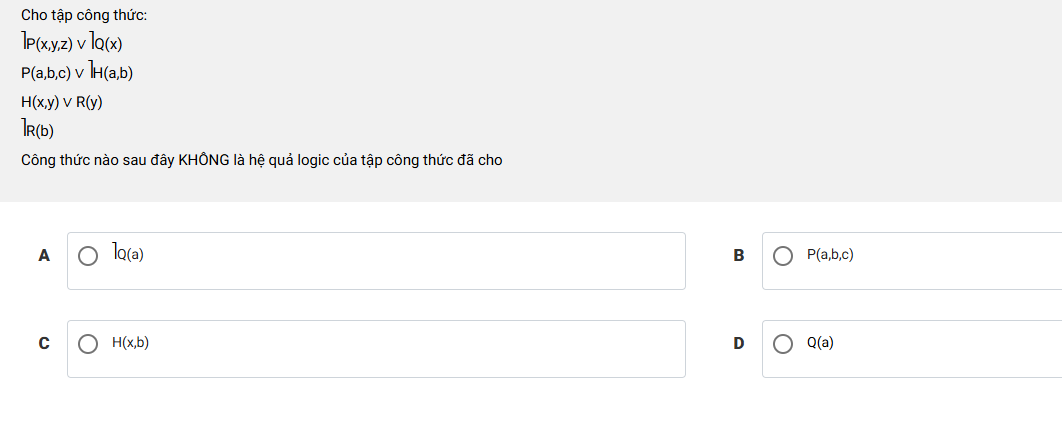 Cho tập công thức:
⏋P(x,y,z) v ⏋Q(x)
P(a,b,c) v ⏋H(a,b)
H(x,y) v R(y)
⏋R(b)
Công thức nào sau đây KHÔNG là hệ quả logic của tập công thức đã cho
A ⏋Q(a)
B P(a,b,c)
C H(x,b)
D Q(a)